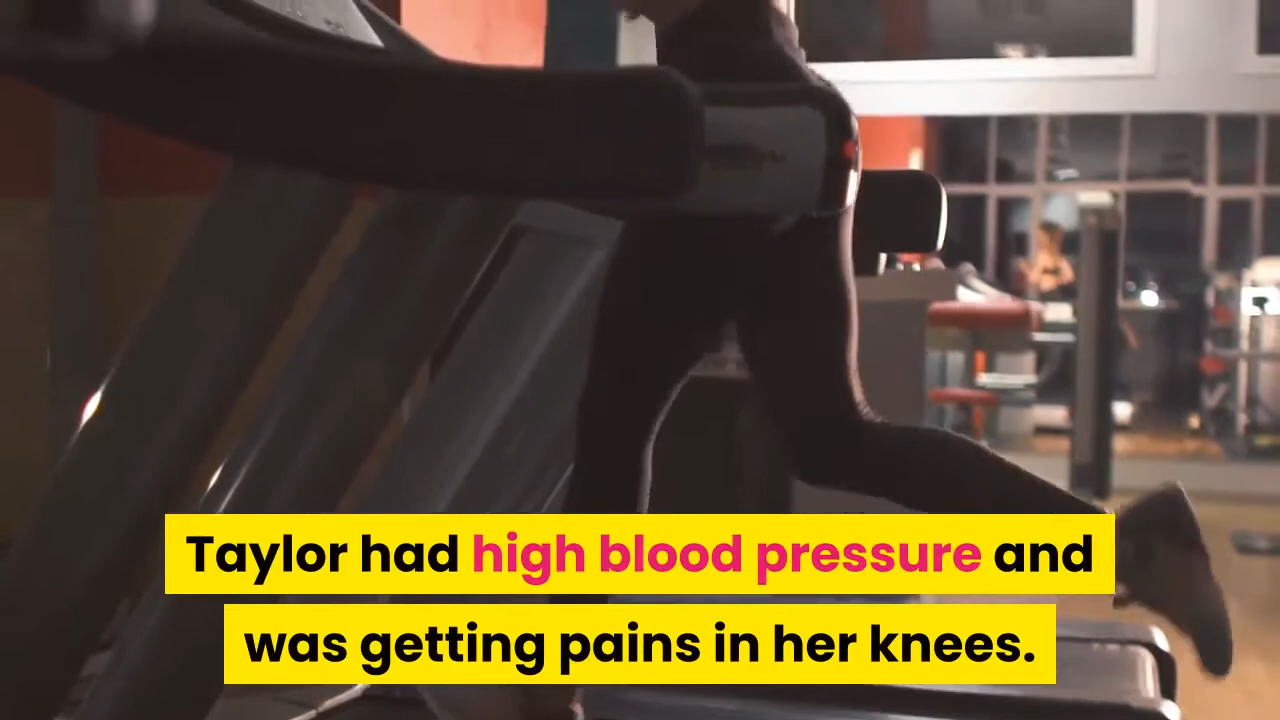 Taylor had high blood pressure and
was getting pains in her knees.